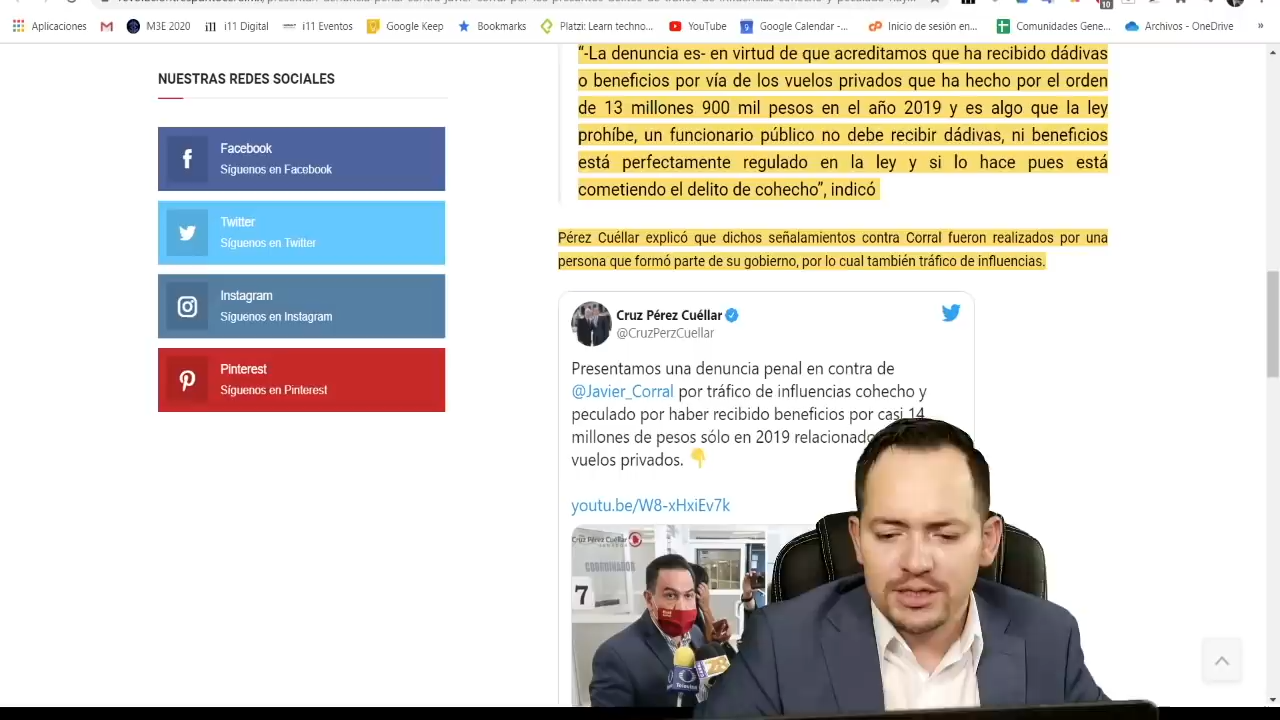 Aplicaciones
M3E 2020
i11 Digital
i11 Eventos
Google Keep
Bookmarks
Platzi: Learn techno...
YouTube
Google Calendar -...
Inicio de sesión en...
Comunidades Gene...
Archivos - OneDrive
»
NUESTRAS REDES SOCIALES
Facebook
Síguenos en Facebook
Twitter
Síguenos en Twitter
Instagram
Síguenos en Instagram
Pinterest
Síguenos en Pinterest
“-La denuncia es- en virtud de que acreditamos que ha recibido dádivas
o beneficios por vía de los vuelos privados que ha hecho por el orden
de 13 millones 900 mil pesos en el año 2019 y es algo que la ley
prohíbe, un funcionario público no debe recibir dádivas, ni beneficios
está perfectamente regulado en la ley y si lo hace pues está
cometiendo el delito de cohecho”, indicó
Pérez Cuéllar explicó que dichos señalamientos contra Corral fueron realizados por una
persona que formó parte de su gobierno, por lo cual también tráfico de influencias.
Cruz Pérez Cuéllar
@CruzPerzCuellar
Presentamos una denuncia penal en contra de
@Javier_Corral por tráfico de influencias cohecho y
peculado por haber recibido beneficios por casi 14
millones de pesos sólo en 2019 relacionado
vuelos privados.
youtu.be/W8-xHxiEv7k
Cruz Pérez Cuéllar
COORDINADOR
7
Televisa